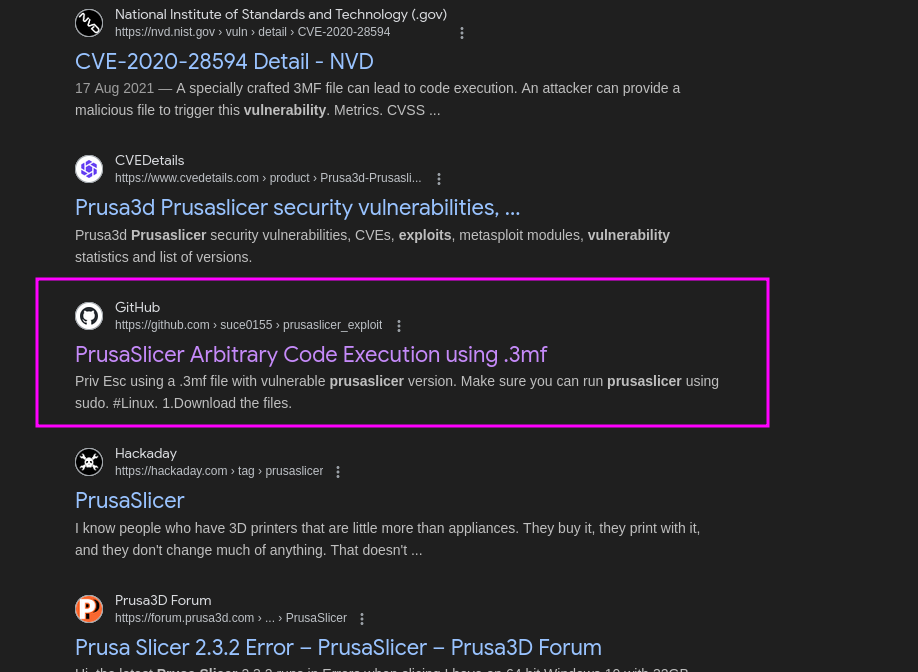 National Institute of Standards and Technology (.gov)
https://nvd.nist.gov › vuln › detail › CVE-2020-28594
CVE-2020-28594 Detail - NVD
17 Aug 2021 — A specially crafted 3MF file can lead to code execution. An attacker can provide a
malicious file to trigger this vulnerability. Metrics. CVSS ...
CVEDetails
https://www.cvedetails.com › product › Prusa3d-Prusasli...
Prusa3d Prusaslicer security vulnerabilities, ...
Prusa3d Prusaslicer security vulnerabilities, CVEs, exploits, metasploit modules, vulnerability
statistics and list of versions.
GitHub
https://github.com › suce0155 › prusaslicer_exploit
PrusaSlicer Arbitrary Code Execution using .3mf
Priv Esc using a .3mf file with vulnerable prusaslicer version. Make sure you can run prusaslicer using
sudo. #Linux. 1.Download the files.
Hackaday
https://hackaday.com › tag › prusaslicer
PrusaSlicer
I know people who have 3D printers that are little more than appliances. They buy it, they print with it,
and they don't change much of anything. That doesn't ...
Prusa3D Forum
https://forum.prusa3d.com › ... › PrusaSlicer
Prusa Slicer 2.3.2 Error – PrusaSlicer – Prusa3D Forum